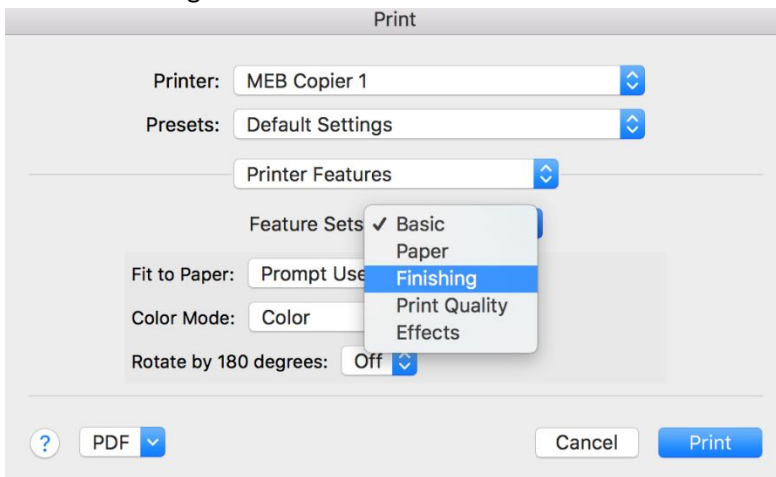 Print
Printer: MEB Copier 1
Presets: Default Settings
Printer Features
Feature Sets ✓ Basic
Paper
Finishing
Print Quality
Effects
Fit to Paper: Prompt Use
Color Mode: Color
Rotate by 180 degrees: Off
? PDF Cancel Print